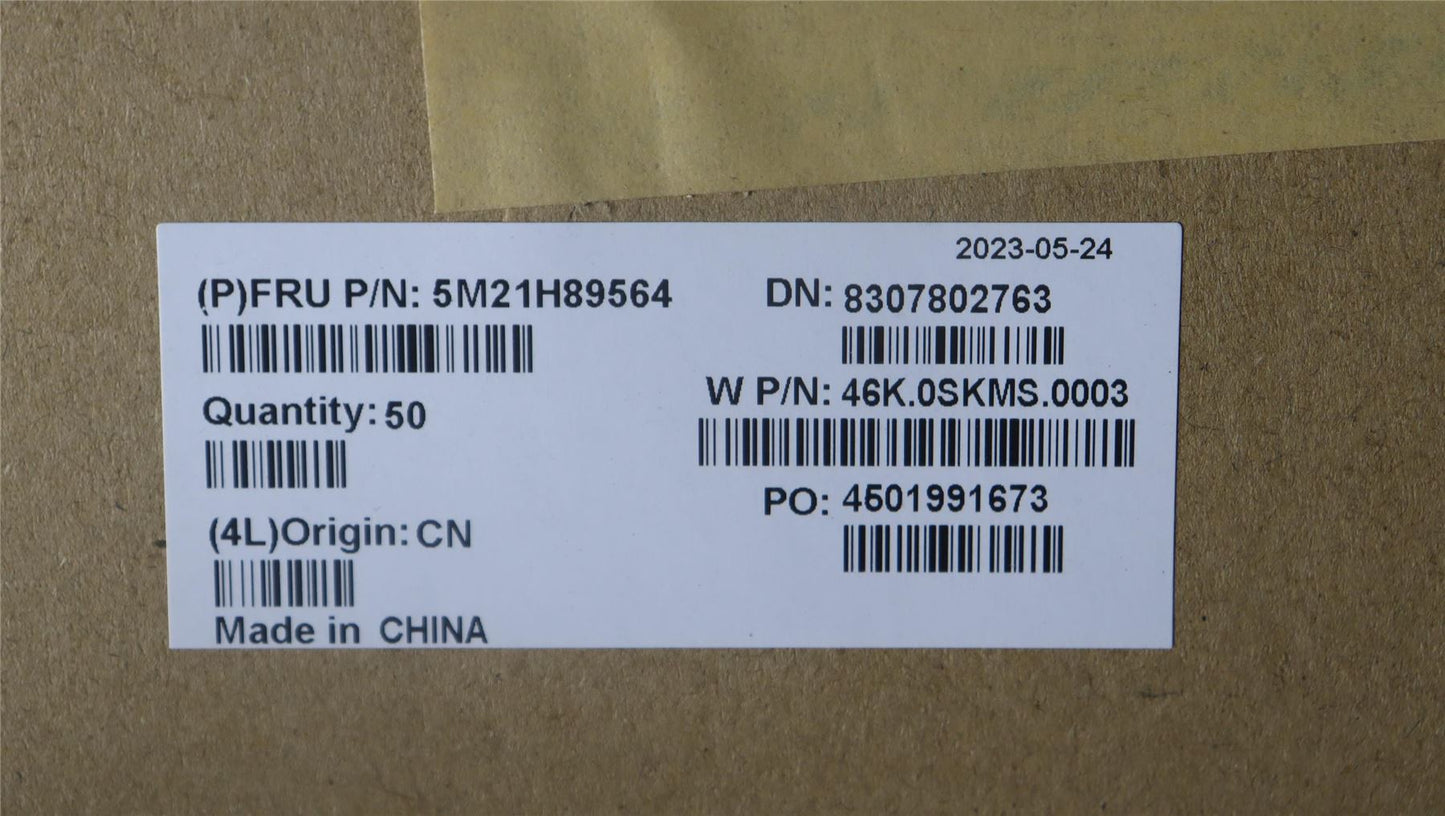 2023-05-24
(P)FRU P/N: 5M21H89564
DN: 8307802763
W P/N: 46K.0SKMS.0003
Quantity: 50
PO: 4501991673
(4L)Origin: CN
Made in CHINA